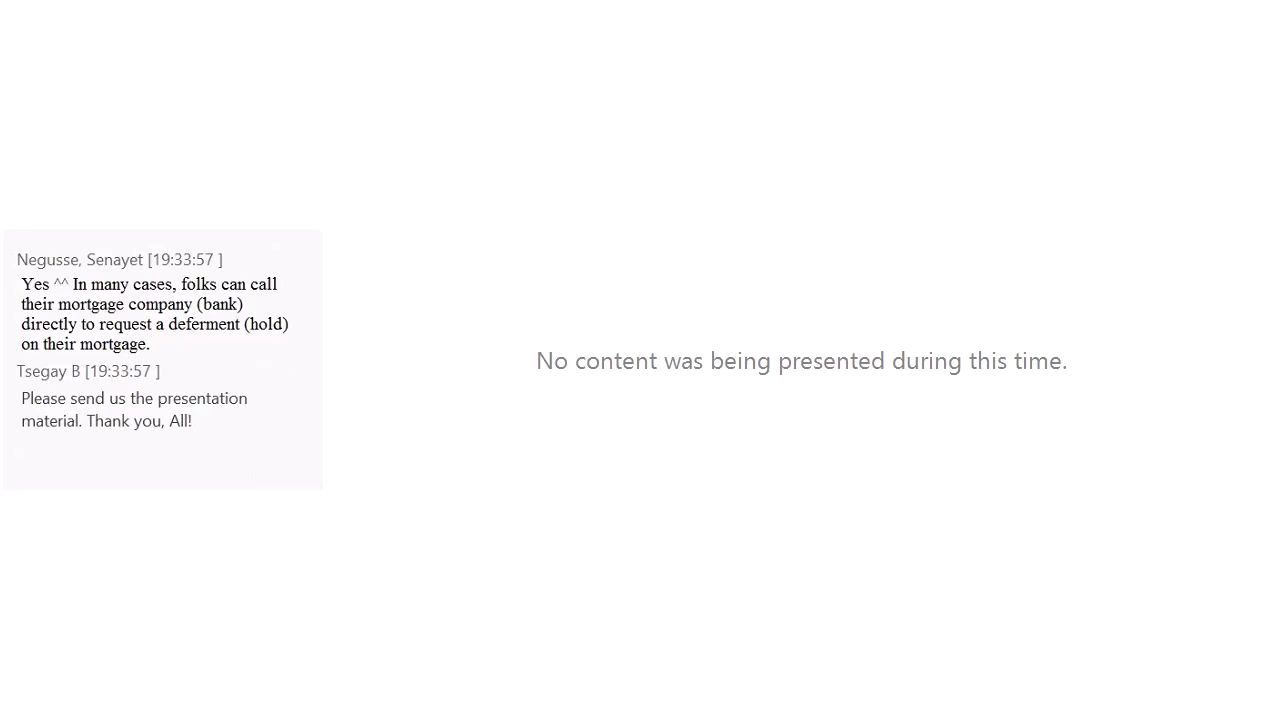 Negusse, Senayet [19:33:57 ]
Yes ^^ In many cases, folks can call
their mortgage company (bank)
directly to request a deferment (hold)
on their mortgage.
Tsegay B [19:33:57 ]
Please send us the presentation
material. Thank you, All!
No content was being presented during this time.